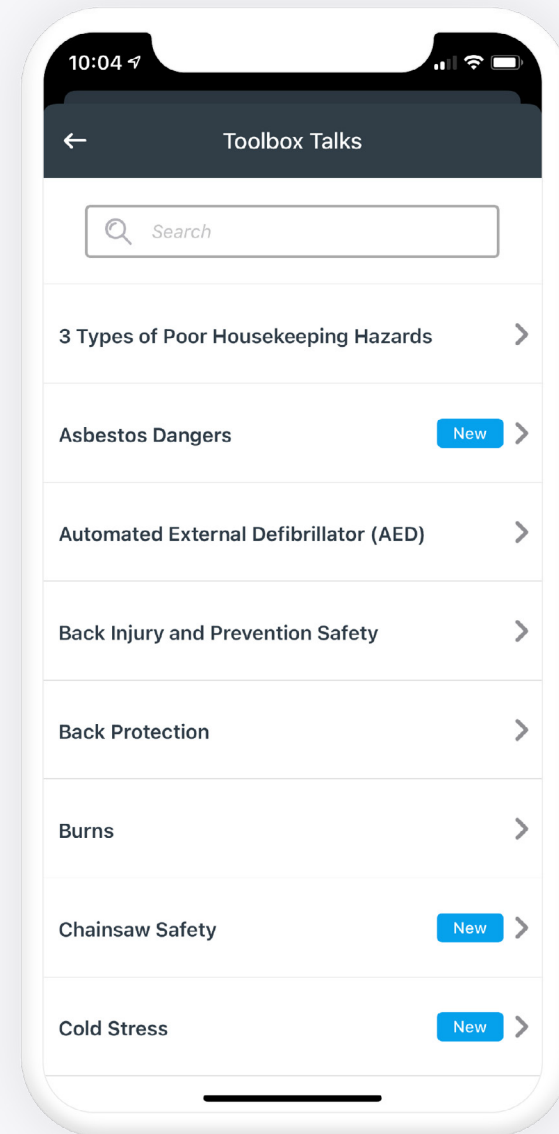 10:04
Toolbox Talks
Search
3 Types of Poor Housekeeping Hazards
Asbestos Dangers New
Automated External Defibrillator (AED)
Back Injury and Prevention Safety
Back Protection
Burns
Chainsaw Safety New
Cold Stress New